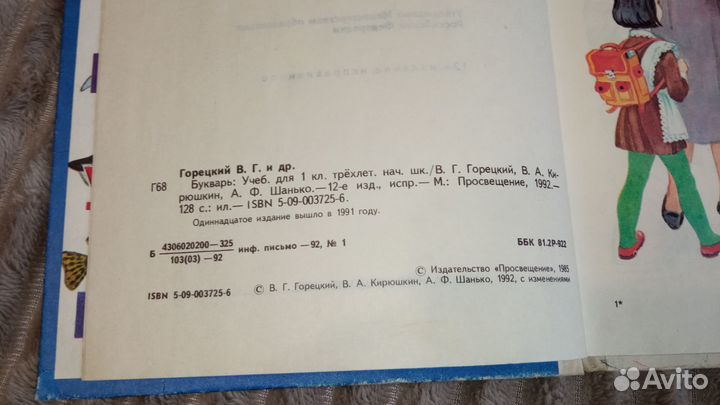 Горецкий В. Г. и др.
Г68 Букварь: Учеб. для 1 кл. трёхлет. нач. шк./В. Г. Горецкий, В. А. Ки-
рюшкин, А. Ф. Шанько.—12-е изд., испр.— М.: Просвещение, 1992.—
128 с.: ил.— ISBN 5-09-003725-6.
Одиннадцатое издание вышло в 1991 году.
Б 4306020200—325 инф. письмо —92, № 1 ББК 81.2Р-922
103(03) —92
© Издательство «Просвещение», 1985
ISBN 5-09-003725-6 © В. Г. Горецкий, В. А. Кирюшкин, А. Ф. Шанько, 1992, с изменениями
1*
Avito